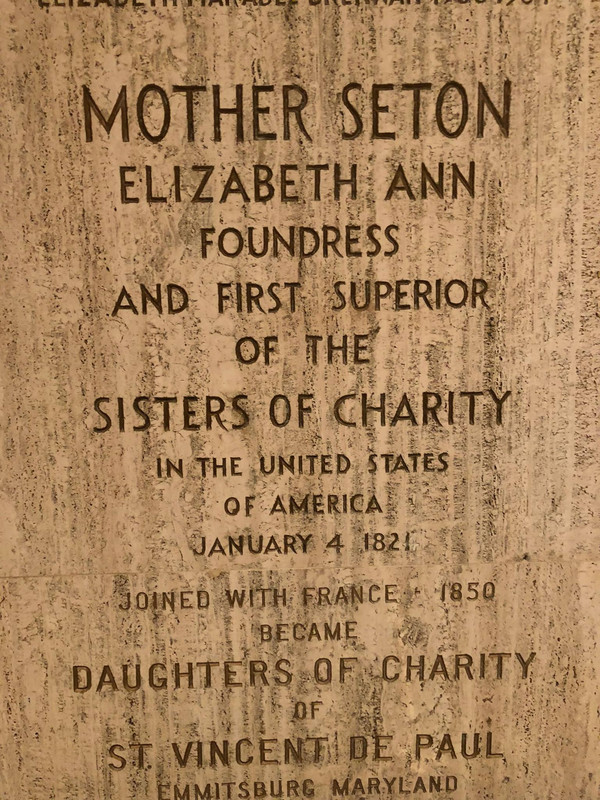 MOTHER SETON
ELIZABETH ANN
FOUNDRESS
AND FIRST SUPERIOR
OF THE
SISTERS OF CHARITY
IN THE UNITED STATES
OF AMERICA
JANUARY 4 1821
JOINED WITH FRANCE · 1850
BECAME
DAUGHTERS OF CHARITY
OF
ST. VINCENT DE PAUL
EMMITSBURG MARYLAND